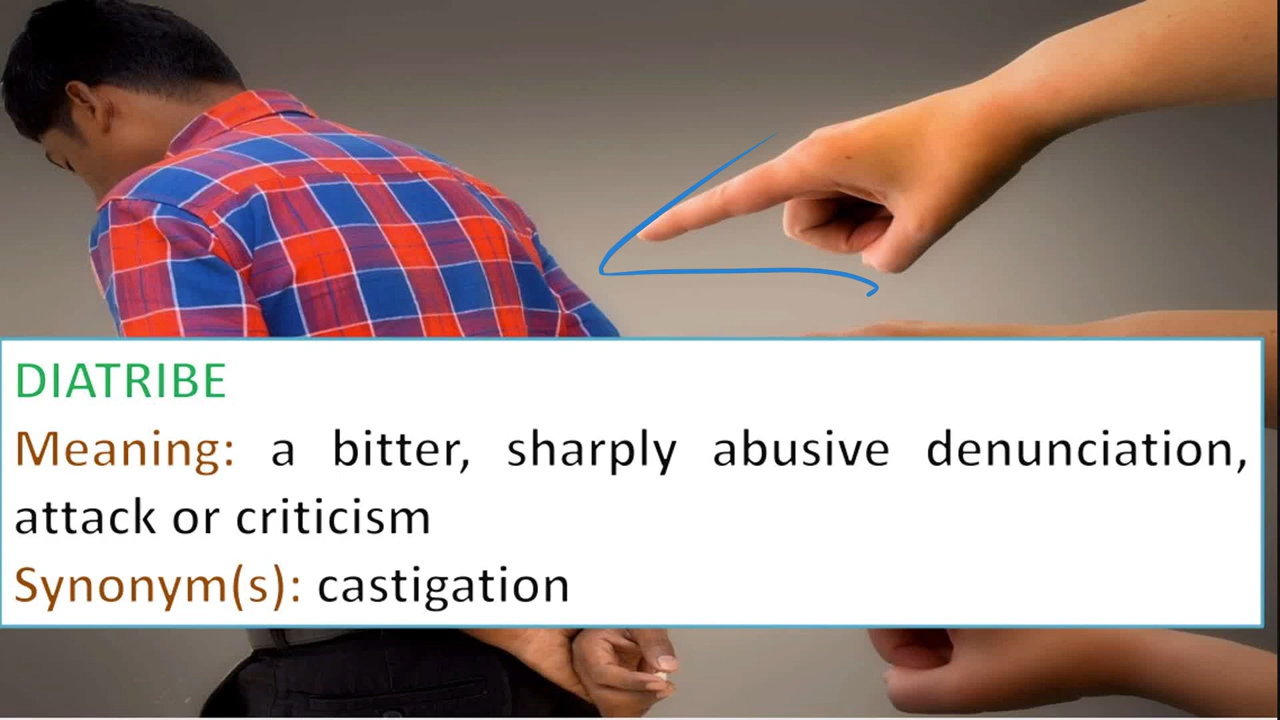 DIATRIBE
Meaning: a bitter, sharply abusive denunciation,
attack or criticism
Synonym(s): castigation